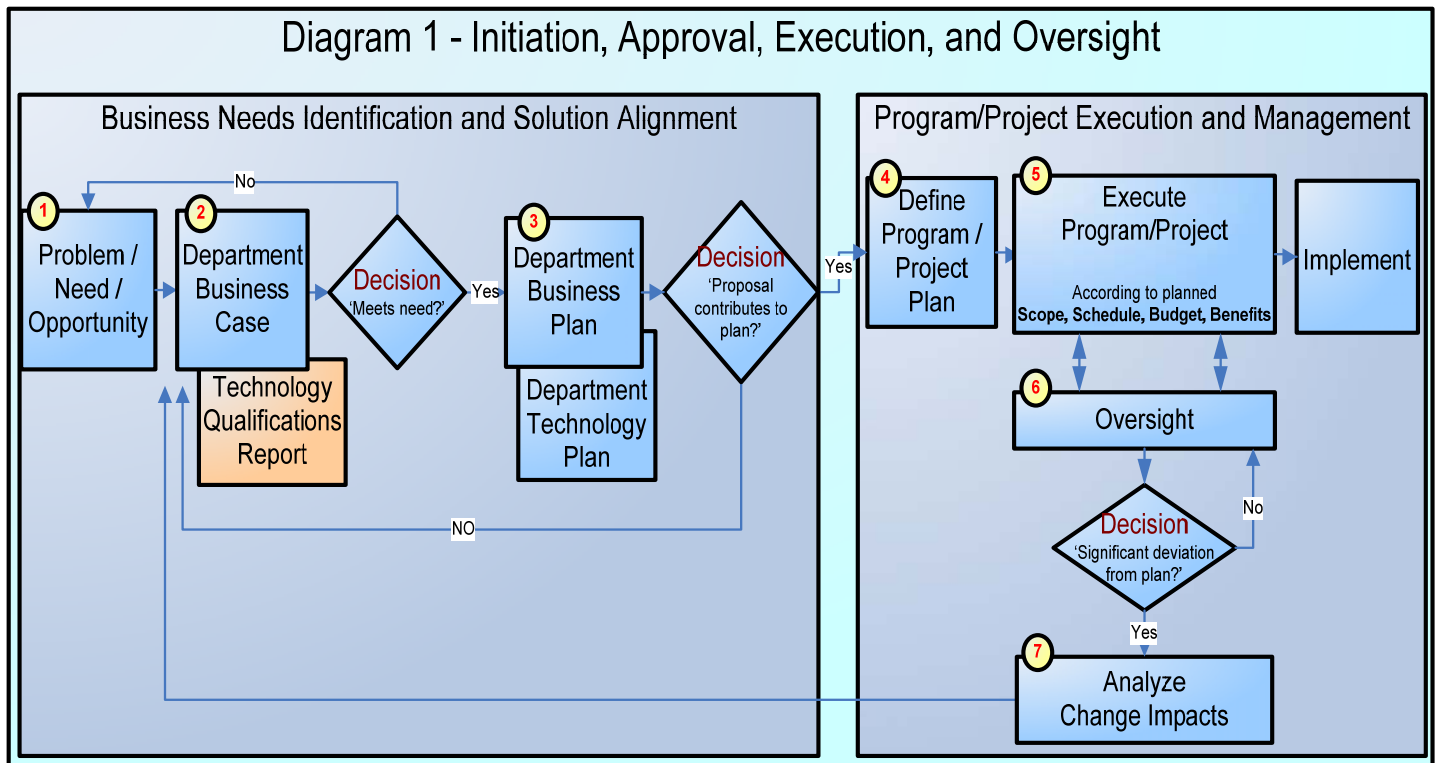 Diagram 1 - Initiation, Approval, Execution, and Oversight
Business Needs Identification and Solution Alignment
No
1
Problem /
Need /
Opportunity
2
Department
Business
Case
Technology
Qualifications
Report
Decision
‘Meets need?’
Yes
3
Department
Business
Plan
Department
Technology
Plan
Decision
‘Proposal
contributes to
plan?’
NO
Yes
Program/Project Execution and Management
4
Define
Program /
Project
Plan
5
Execute
Program/Project
According to planned
Scope, Schedule, Budget, Benefits
Implement
6
Oversight
Decision
‘Significant deviation
from plan?’
No
Yes
7
Analyze
Change Impacts